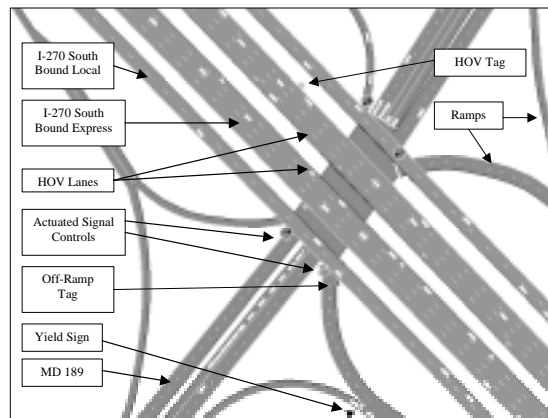 I-270 South
Bound Local
I-270 South
Bound Express
HOV Lanes
Actuated Signal
Controls
Off-Ramp
Tag
Yield Sign
MD 189
HOV Tag
Ramps